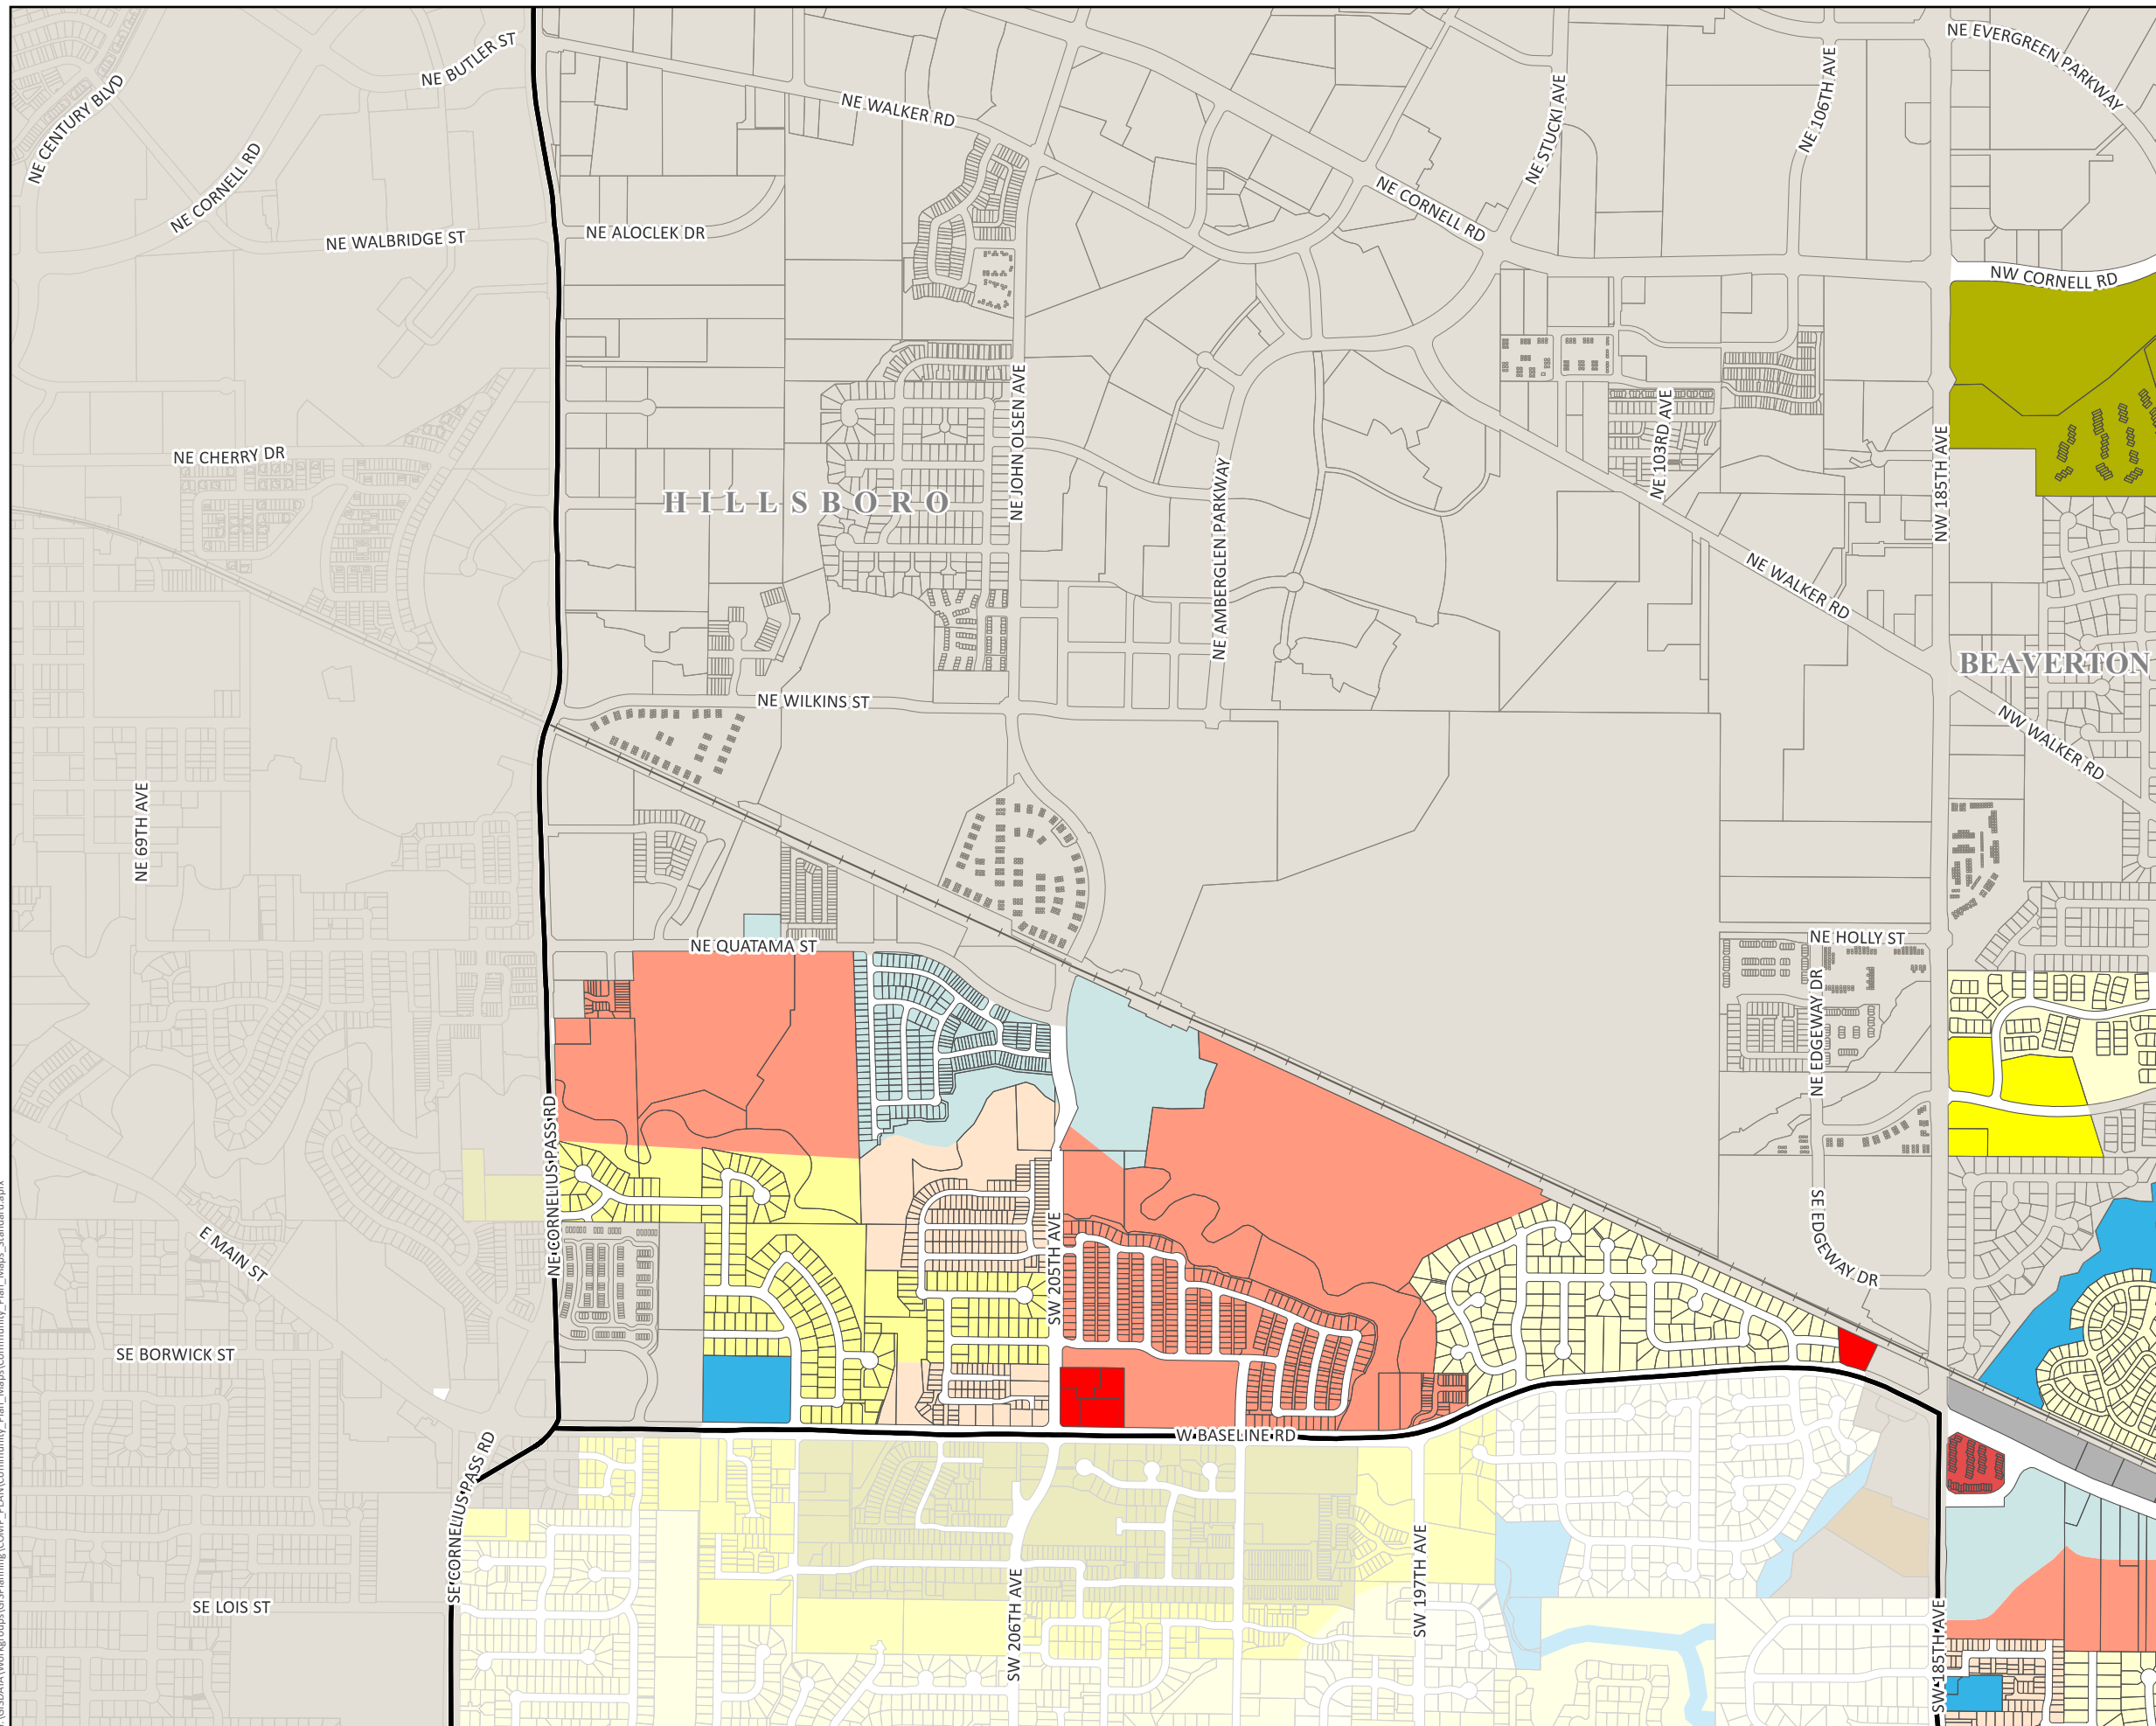 NE EVERGREEN PARKWAY
NE BUTLER ST
NE CENTURY BLVD
NE WALKER RD
NE STUCKI AVE
NE 106TH AVE
NE CORNELL RD
NE CORNELL RD
NE WALBRIDGE ST
NE ALOCLEK DR
NW CORNELL RD
NE JOHN OLSEN AVE
NE CHERRY DR
NE 103RD AVE
NW 185TH AVE
HILLSBORO
NE AMBERGLEN PARKWAY
NE WALKER RD
BEAVERTON
NE WILKINS ST
NW WALKER RD
NE 69TH AVE
NE QUATAMA ST
NE HOLLY ST
NE EDGEWAY DR
NE CORNELIUS PASS RD
E MAIN ST
SW 205TH AVE
SE EDGEWAY DR
SE BORWICK ST
W BASELINE RD
SE CORNELIUS PASS RD
SW 197TH AVE
SW 206TH AVE
SE LOIS ST
SW 185TH AVE